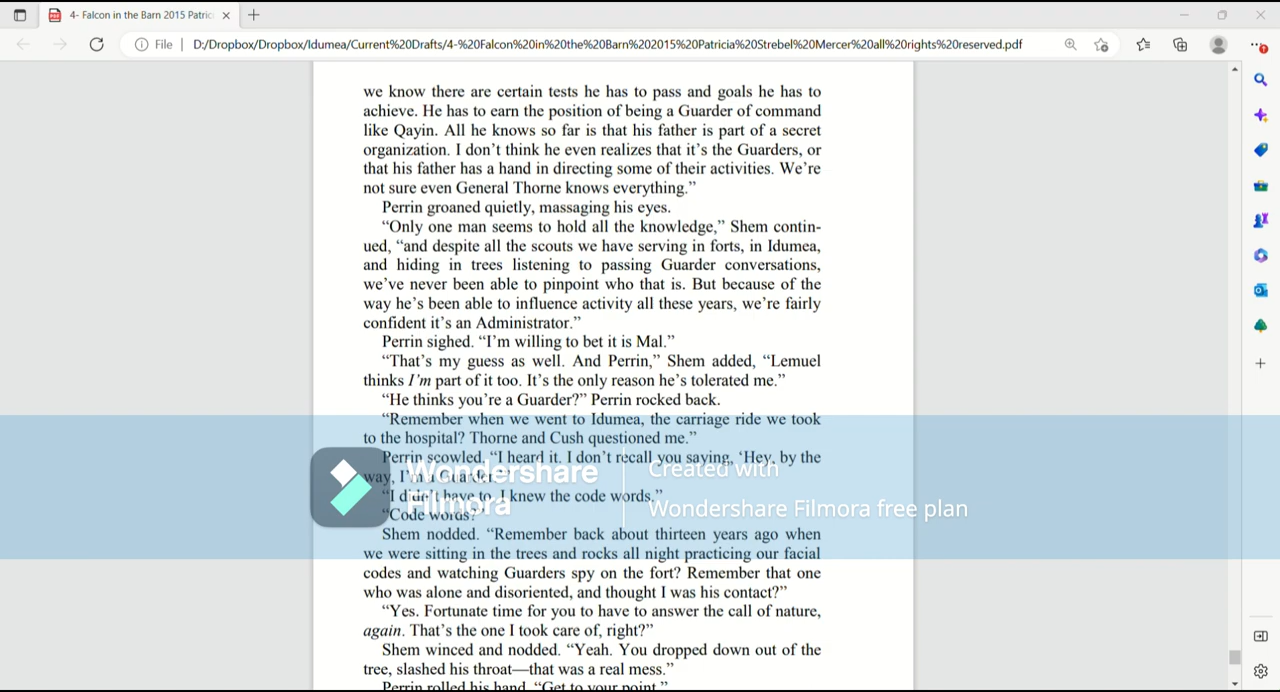 4- Falcon in the Barn 2015 Patric
File
D:/Dropbox/Dropbox/Idumea/Current%20Drafts/4-%20Falcon%20in%20the%20Barn%202015%20Patricia%20Strebel%20Mercer%20all%20rights%20reserved.pdf
we know there are certain tests he has to pass and goals he has to
achieve. He has to earn the position of being a Guarder of command
like Qayin. All he knows so far is that his father is part of a secret
organization. I don’t think he even realizes that it’s the Guarders, or
that his father has a hand in directing some of their activities. We’re
not sure even General Thorne knows everything.”
Perrin groaned quietly, massaging his eyes.
“Only one man seems to hold all the knowledge,” Shem contin-
ued, “and despite all the scouts we have serving in forts, in Idumea,
and hiding in trees listening to passing Guarder conversations,
we’ve never been able to pinpoint who that is. But because of the
way he’s been able to influence activity all these years, we’re fairly
confident it’s an Administrator.”
Perrin sighed. “I’m willing to bet it is Mal.”
“That’s my guess as well. And Perrin,” Shem added, “Lemuel
thinks I’m part of it too. It’s the only reason he’s tolerated me.”
“He thinks you’re a Guarder?” Perrin rocked back.
“Remember when we went to Idumea, the carriage ride we took
to the hospital? Thorne and Cush questioned me.”
Perrin scowled. “I heard it. I don’t recall you saying, ‘Hey, by the
way, I’m a Guarder.’”
“I didn’t have to. I knew the code words.”
“Code words?”
Wondershare
Filmora
Created with
Wondershare Filmora free plan
Shem nodded. “Remember back about thirteen years ago when
we were sitting in the trees and rocks all night practicing our facial
codes and watching Guarders spy on the fort? Remember that one
who was alone and disoriented, and thought I was his contact?”
“Yes. Fortunate time for you to have to answer the call of nature,
again. That’s the one I took care of, right?”
Shem winced and nodded. “Yeah. You dropped down out of the
tree, slashed his throat—that was a real mess.”
Perrin rolled his hand. “Get to your point.”